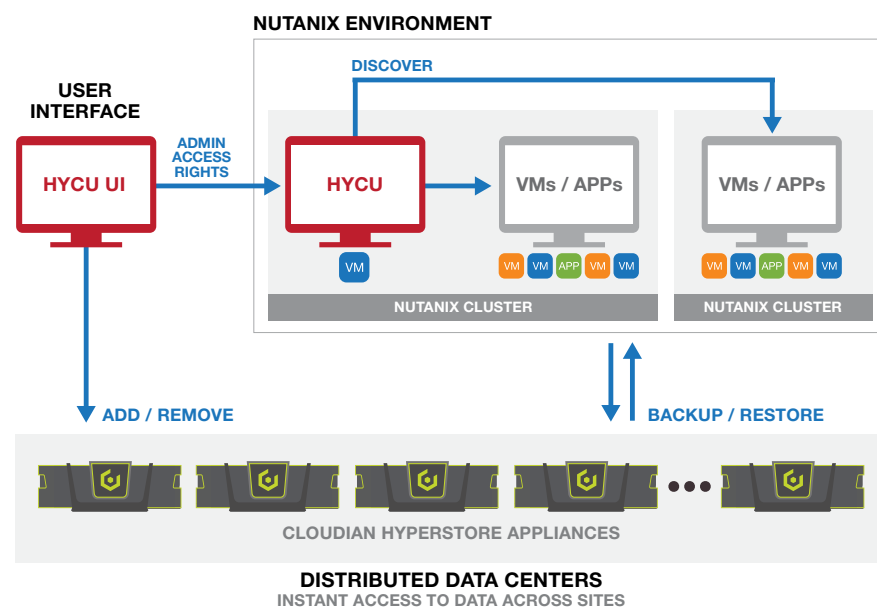 NUTANIX ENVIRONMENT
DISCOVER
USER
INTERFACE
ADMIN
ACCESS
RIGHTS
HYCU UI
HYCU
VMs / APPs
VMs / APPs
VM
VM VM APP VM VM
VM VM APP VM VM
NUTANIX CLUSTER
NUTANIX CLUSTER
ADD / REMOVE
BACKUP / RESTORE
CLOUDIAN HYPERSTORE APPLIANCES
DISTRIBUTED DATA CENTERS
INSTANT ACCESS TO DATA ACROSS SITES